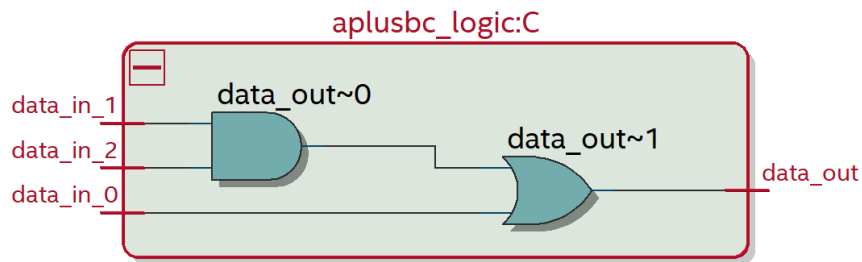 aplusbc_logic:C
data_out~0
data_in_1
data_out~1
data_in_2
data_out
data_in_0